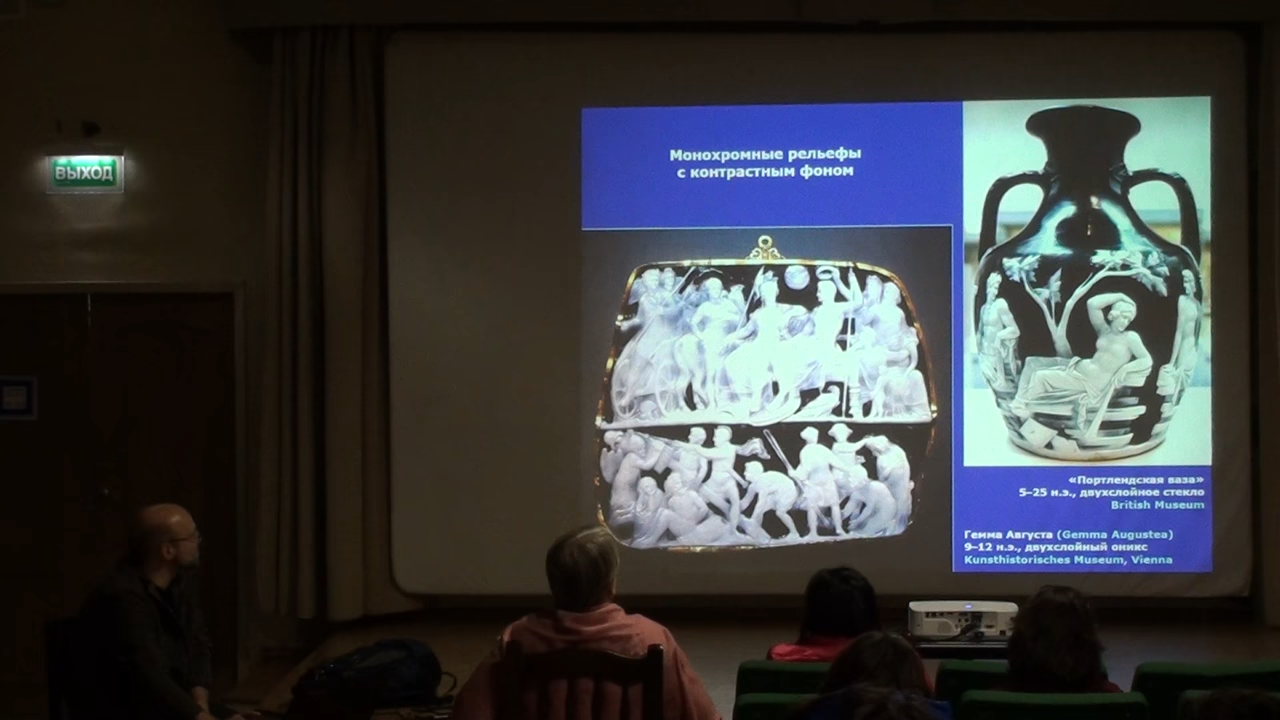 ВЫХОД
Монохромные рельефы
с контрастным фоном
«Портлендская ваза»
5–25 н.э., двухслойное стекло
British Museum
Гемма Августа (Gemma Augustea)
9–12 н.э., двухслойный оникс
Kunsthistorisches Museum, Vienna